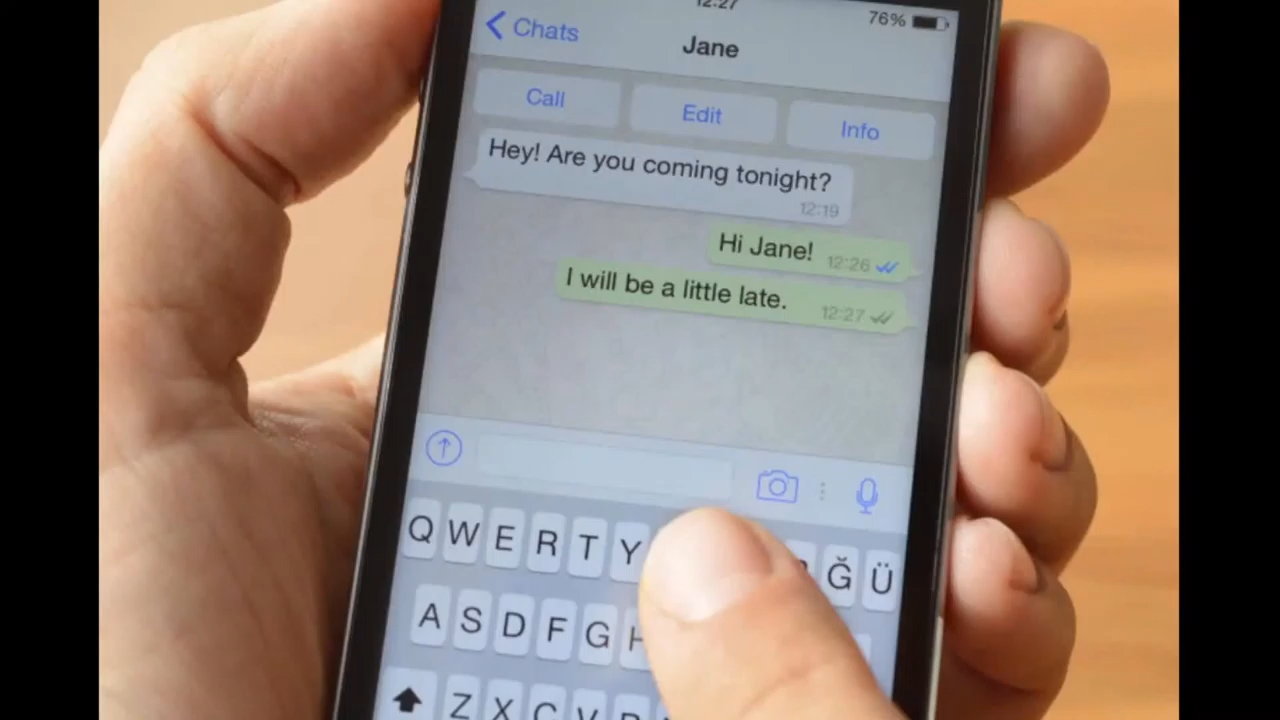 12:27
76%
Chats
Jane
Call
Edit
Info
Hey! Are you coming tonight?
12:19
Hi Jane!
12:26
I will be a little late.
12:27
Q W E R T Y Ğ Ü
A S D F G H
Z X C V B